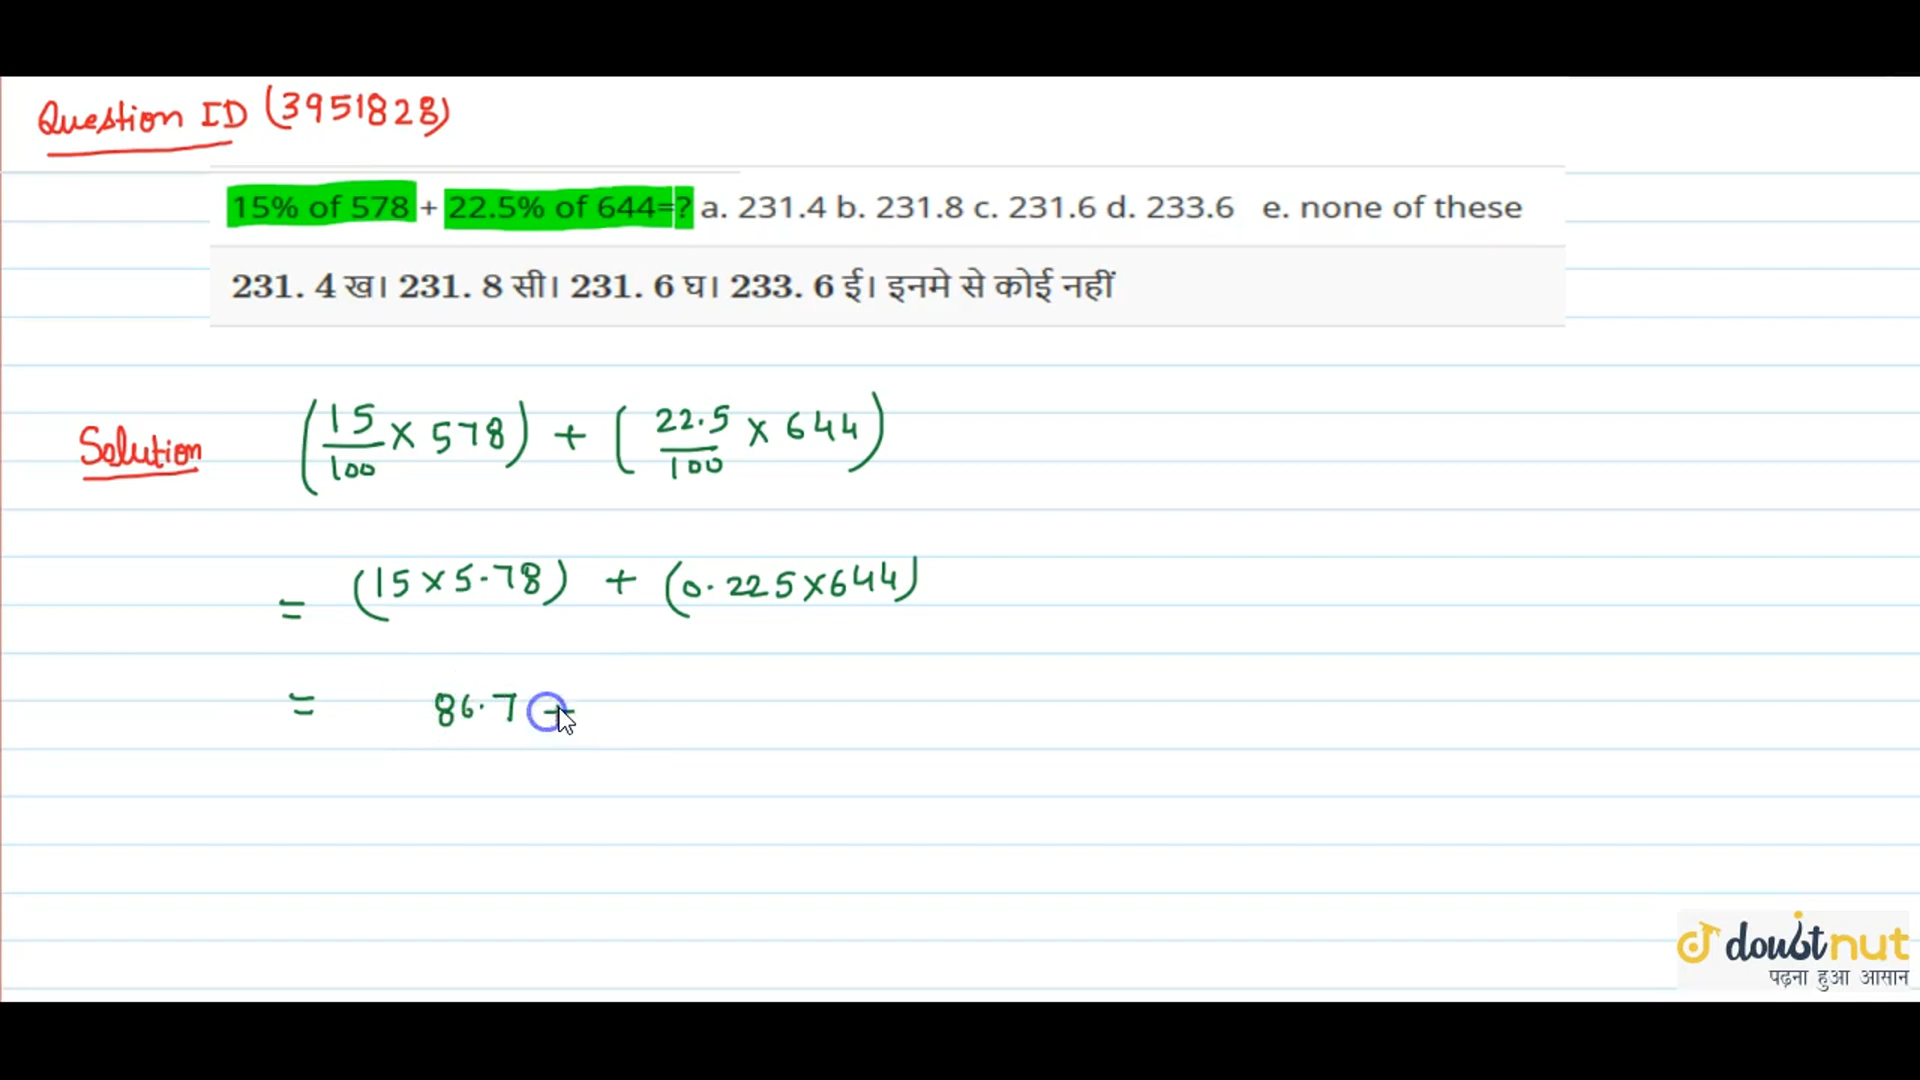 Question ID (3951828)
15% of 578 + 22.5% of 644=? a. 231.4 b. 231.8 c. 231.6 d. 233.6 e. none of these
231. 4 ख। 231. 8 सी। 231. 6 घ। 233. 6 ई। इनमे से कोई नहीं
Solution (15/100 × 578) + (22.5/100 × 644)
= (15×5.78) + (0.225×644)
= 86.7 +
doubtnut
पढ़ना हुआ आसान